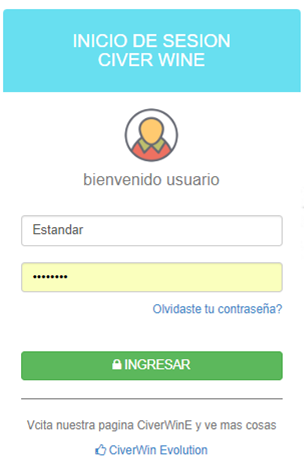 INICIO DE SESION
CIVER WINE
bienvenido usuario
Estandar
••••••••
Olvidaste tu contraseña?
INGRESAR
Vcita nuestra pagina CiverWinE y ve mas cosas
CiverWin Evolution